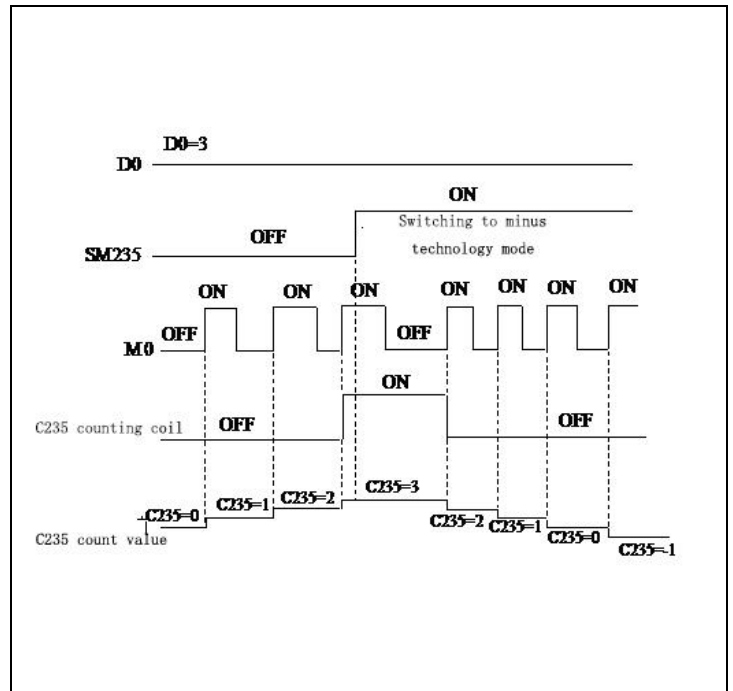 D0=3
D0
ON
Switching to minus
technology mode
OFF
SM235
ON ON ON ON ON ON ON
OFF OFF
M0
ON
C235 counting coil OFF OFF
C235=0 C235=1 C235=2 C235=3 C235=2 C235=1 C235=0 C235=-1
C235 count value